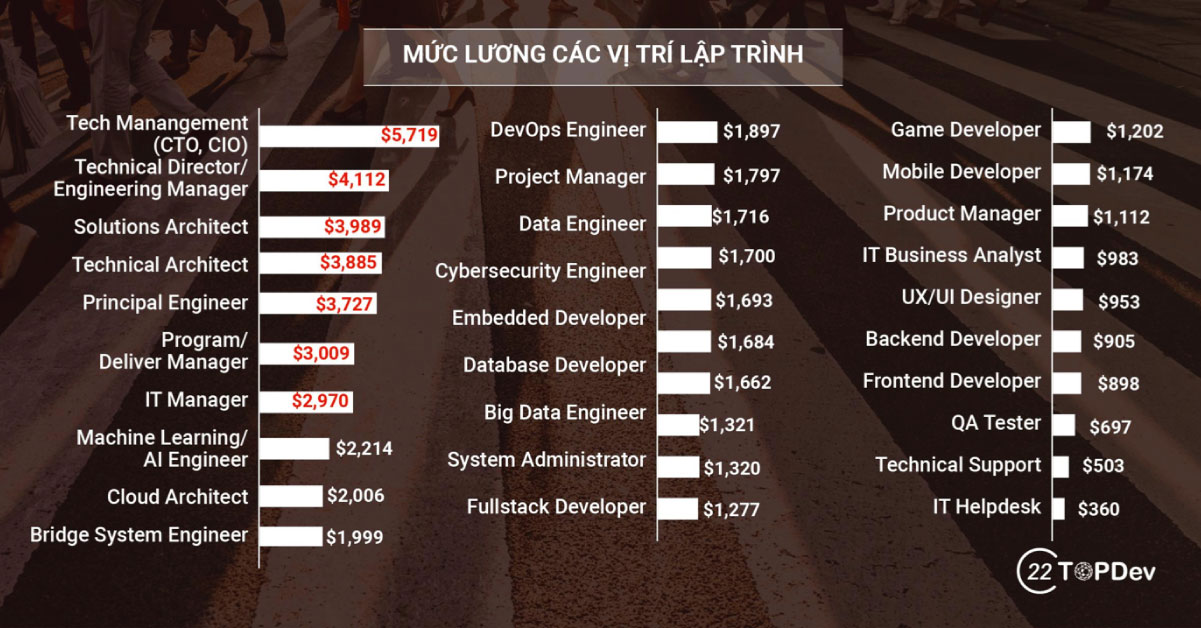 MỨC LƯƠNG CÁC VỊ TRÍ LẬP TRÌNH
Tech Manangement
(CTO, CIO)
$5,719
Technical Director/
Engineering Manager
$4,112
Solutions Architect
$3,989
Technical Architect
$3,885
Principal Engineer
$3,727
Program/
Deliver Manager
$3,009
IT Manager
$2,970
Machine Learning/
AI Engineer
$2,214
Cloud Architect
$2,006
Bridge System Engineer
$1,999
DevOps Engineer
$1,897
Project Manager
$1,797
Data Engineer
$1,716
Cybersecurity Engineer
$1,700
Embedded Developer
$1,693
$1,684
Database Developer
$1,662
Big Data Engineer
$1,321
System Administrator
$1,320
Fullstack Developer
$1,277
Game Developer
$1,202
Mobile Developer
$1,174
Product Manager
$1,112
IT Business Analyst
$983
UX/UI Designer
$953
Backend Developer
$905
Frontend Developer
$898
QA Tester
$697
Technical Support
$503
IT Helpdesk
$360
22 TOPDev